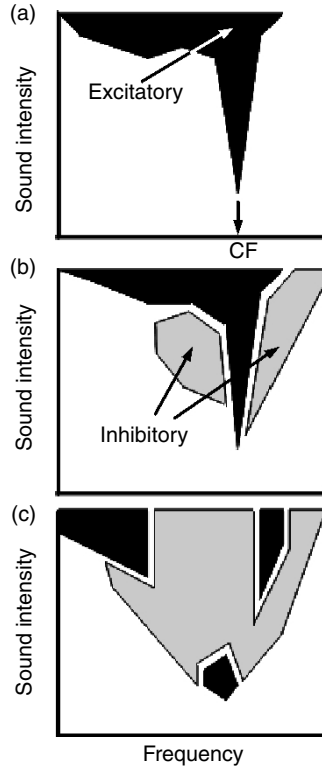 (a)
Excitatory
Sound intensity
CF
(b)
Inhibitory
Sound intensity
(c)
Sound intensity
Frequency